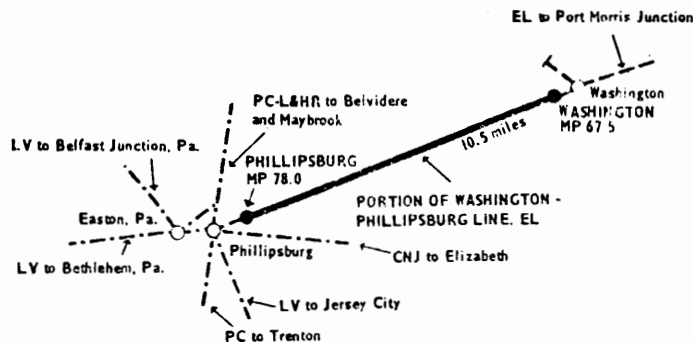 EL to Port Morris Junction
Washington
WASHINGTON
MP 67.5
PC-L&HR to Belvidere
and Maybrook
10.5 miles
LV to Belfast Junction, Pa.
PHILLIPSBURG
MP 78.0
PORTION OF WASHINGTON -
PHILLIPSBURG LINE, EL
Easton, Pa.
Phillipsburg
CNJ to Elizabeth
LV to Bethlehem, Pa.
LV to Jersey City
PC to Trenton